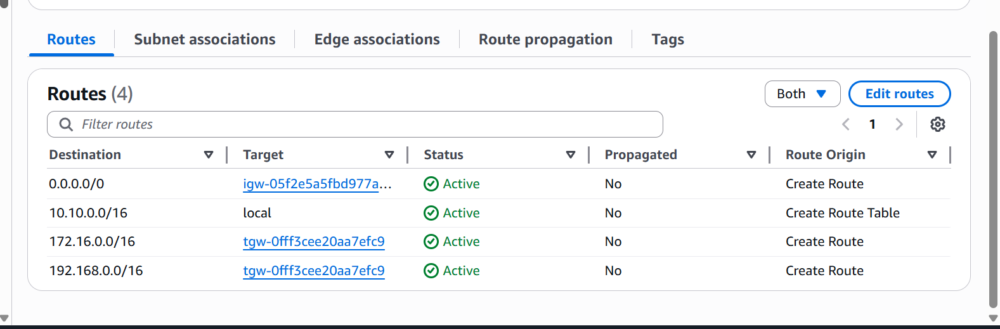 Routes Subnet associations Edge associations Route propagation Tags
Routes (4) Both Edit routes
Filter routes 1
Destination Target Status Propagated Route Origin
0.0.0.0/0 igw-05f2e5a5fbd977a... Active No Create Route
10.10.0.0/16 local Active No Create Route Table
172.16.0.0/16 tgw-0fff3cee20aa7efc9 Active No Create Route
192.168.0.0/16 tgw-0fff3cee20aa7efc9 Active No Create Route